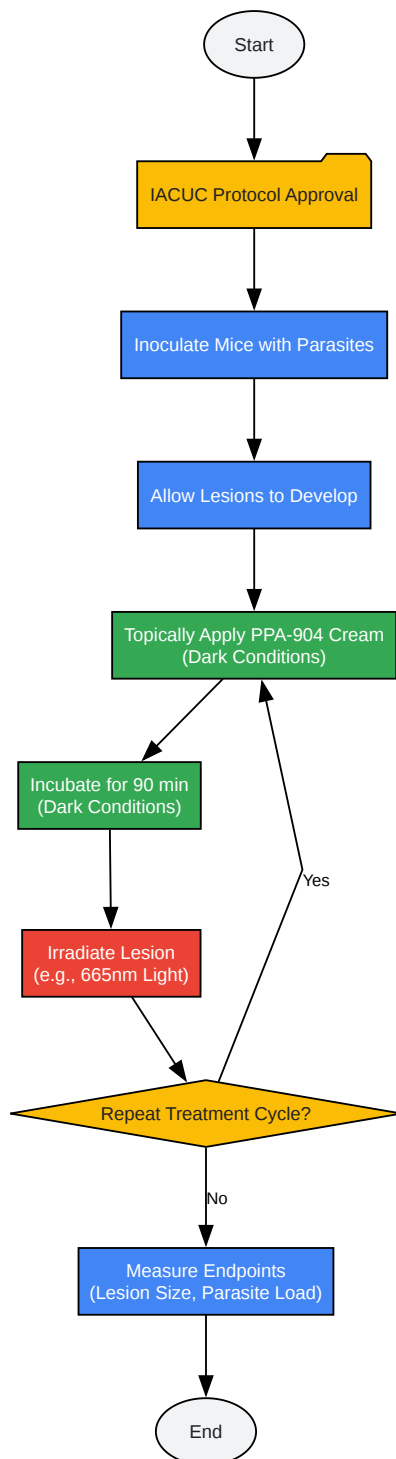 Start
IACUC Protocol Approval
Inoculate Mice with Parasites
Allow Lesions to Develop
Topically Apply PPA-904 Cream
(Dark Conditions)
Incubate for 90 min
(Dark Conditions)
Yes
Irradiate Lesion
(e.g., 665nm Light)
Repeat Treatment Cycle?
No
Measure Endpoints
(Lesion Size, Parasite Load)
End